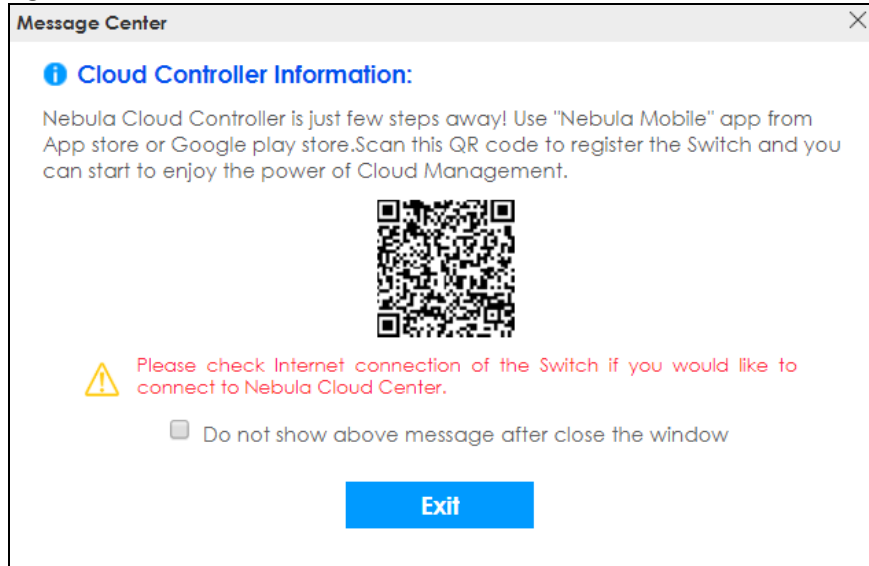 Message Center
Cloud Controller Information:
Nebula Cloud Controller is just few steps away! Use "Nebula Mobile" app from
App store or Google play store.Scan this QR code to register the Switch and you
can start to enjoy the power of Cloud Management.
Please check Internet connection of the Switch if you would like to
connect to Nebula Cloud Center.
Do not show above message after close the window
Exit